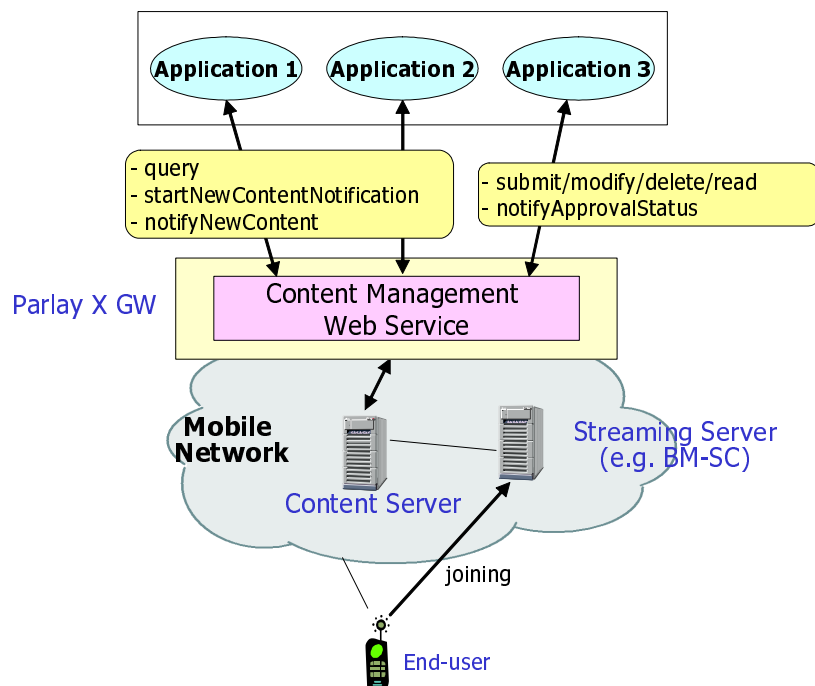 Application 1
Application 2
Application 3
- query
- startNewContentNotification
- notifyNewContent
- submit/modify/delete/read
- notifyApprovalStatus
Parlay X GW
Content Management
Web Service
Mobile
Network
Streaming Server
(e.g. BM-SC)
Content Server
joining
End-user